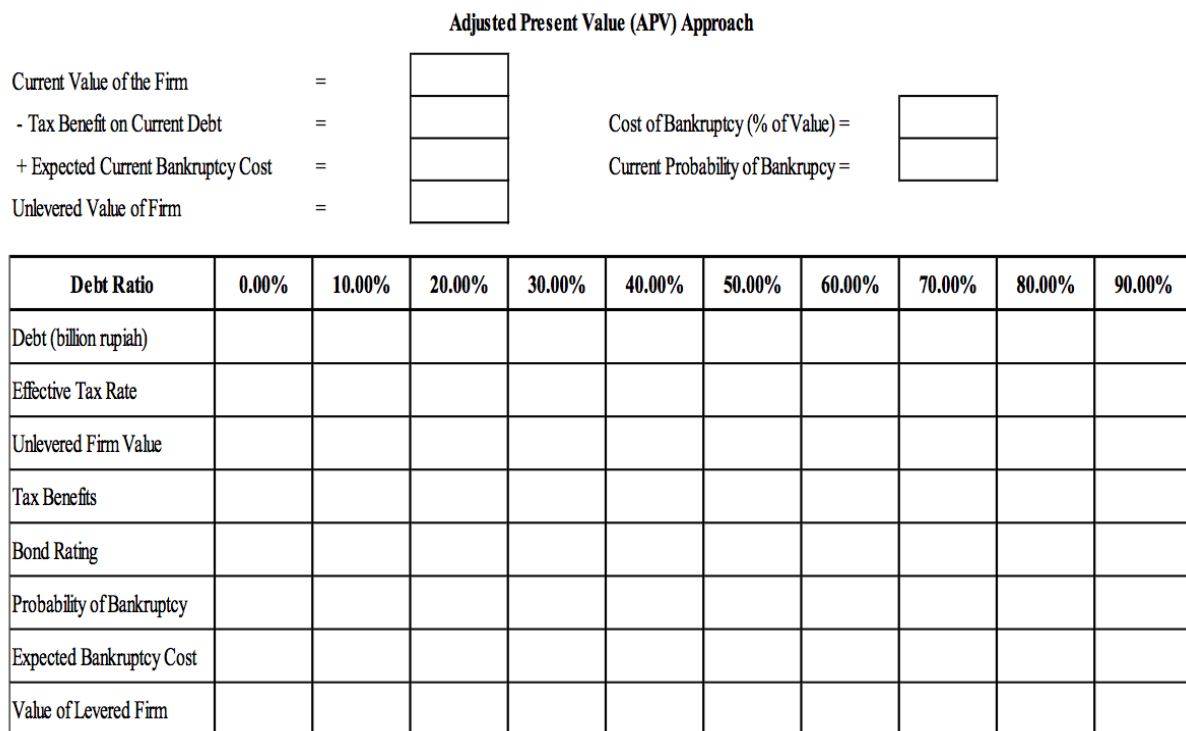 Adjusted Present Value (APV) Approach
Current Value of the Firm =
- Tax Benefit on Current Debt = Cost of Bankruptcy (% of Value) =
+ Expected Current Bankruptcy Cost = Current Probability of Bankrupcy =
Unlevered Value of Firm =
Debt Ratio 0.00% 10.00% 20.00% 30.00% 40.00% 50.00% 60.00% 70.00% 80.00% 90.00%
Debt (billion rupiah)
Effective Tax Rate
Unlevered Firm Value
Tax Benefits
Bond Rating
Probability of Bankruptcy
Expected Bankruptcy Cost
Value of Levered Firm